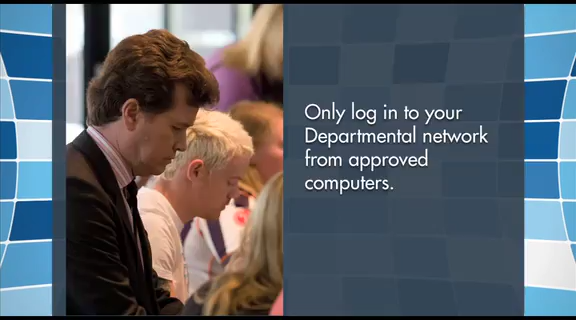 Only log in to your
Departmental network
from approved
computers.